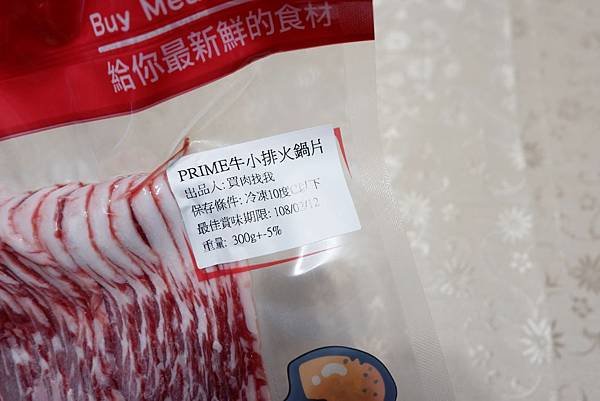 Buy Mea
給你最新鮮的食材
PRIME牛小排火鍋片
出品人: 買肉找我
保存條件: 冷凍10度C以下
最佳賞味期限: 108/02/12
重量: 300g+-5%